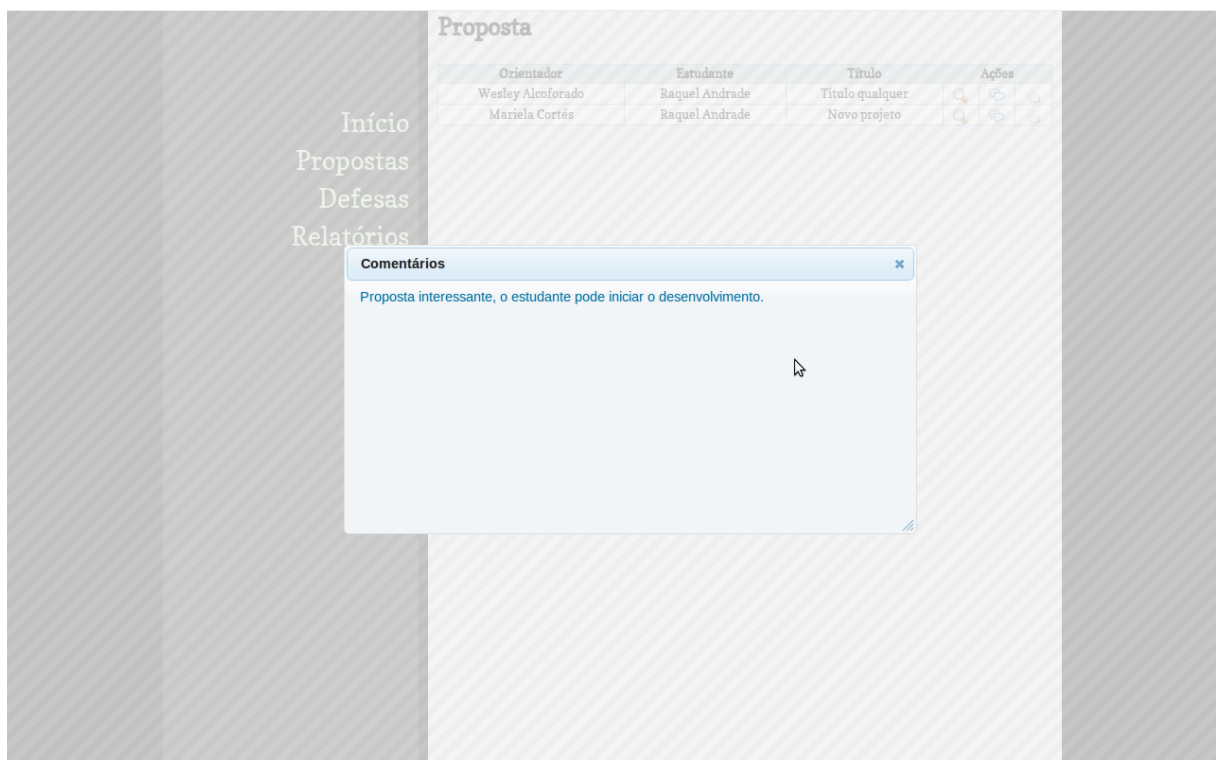 Proposta
Orientador Estudante Título Ações
Wesley Alcoforado Raquel Andrade Titulo qualquer
Mariela Cortés Raquel Andrade Novo projeto
Início
Propostas
Defesas
Relatórios
Comentários
Proposta interessante, o estudante pode iniciar o desenvolvimento.